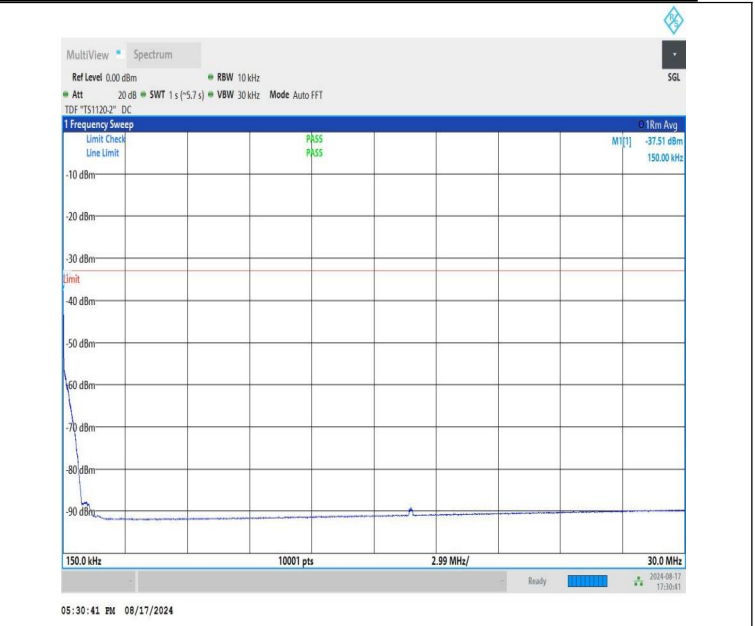 MultiView Spectrum
Ref Level 0.00 dBm RBW 10 kHz SGL
Att 20 dB SWT 1 s (~5.7 s) VBW 30 kHz Mode Auto FFT
TDF "TS1120-2" DC
1 Frequency Sweep 1Rm Avg
Limit Check PASS M1[1] -37.51 dBm
Line Limit PASS 150.00 kHz
-10 dBm
-20 dBm
-30 dBm
Limit
-40 dBm
-50 dBm
-60 dBm
-70 dBm
-80 dBm
-90 dBm
150.0 kHz 10001 pts 2.99 MHz/ 30.0 MHz
Ready 2024-08-17
17:30:41
05:30:41 PM 08/17/2024